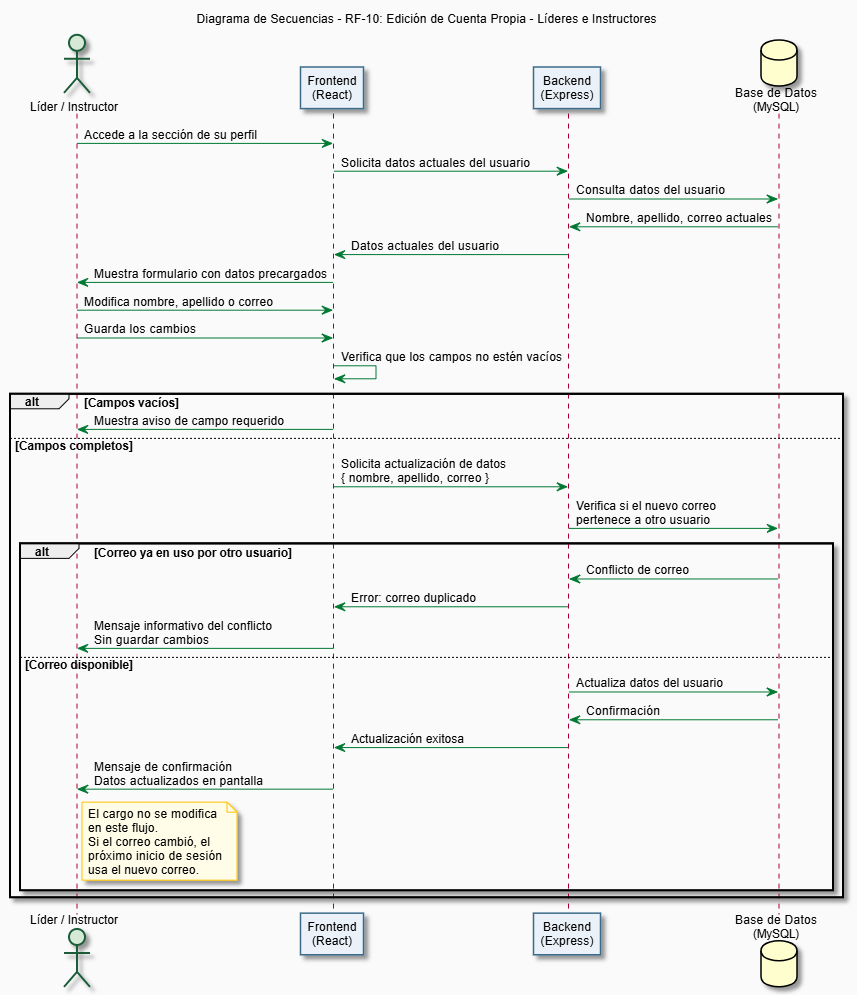 Diagrama de Secuencias - RF-10: Edición de Cuenta Propia - Líderes e Instructores
Líder / Instructor
Frontend
(React)
Backend
(Express)
Base de Datos
(MySQL)
Accede a la sección de su perfil
Solicita datos actuales del usuario
Consulta datos del usuario
Nombre, apellido, correo actuales
Datos actuales del usuario
Muestra formulario con datos precargados
Modifica nombre, apellido o correo
Guarda los cambios
Verifica que los campos no estén vacíos
alt [Campos vacíos]
Muestra aviso de campo requerido
[Campos completos]
Solicita actualización de datos
{ nombre, apellido, correo }
Verifica si el nuevo correo
pertenece a otro usuario
alt [Correo ya en uso por otro usuario]
Conflicto de correo
Error: correo duplicado
Mensaje informativo del conflicto
Sin guardar cambios
[Correo disponible]
Actualiza datos del usuario
Confirmación
Actualización exitosa
Mensaje de confirmación
Datos actualizados en pantalla
El cargo no se modifica
en este flujo.
Si el correo cambió, el
próximo inicio de sesión
usa el nuevo correo.
Líder / Instructor
Frontend
(React)
Backend
(Express)
Base de Datos
(MySQL)